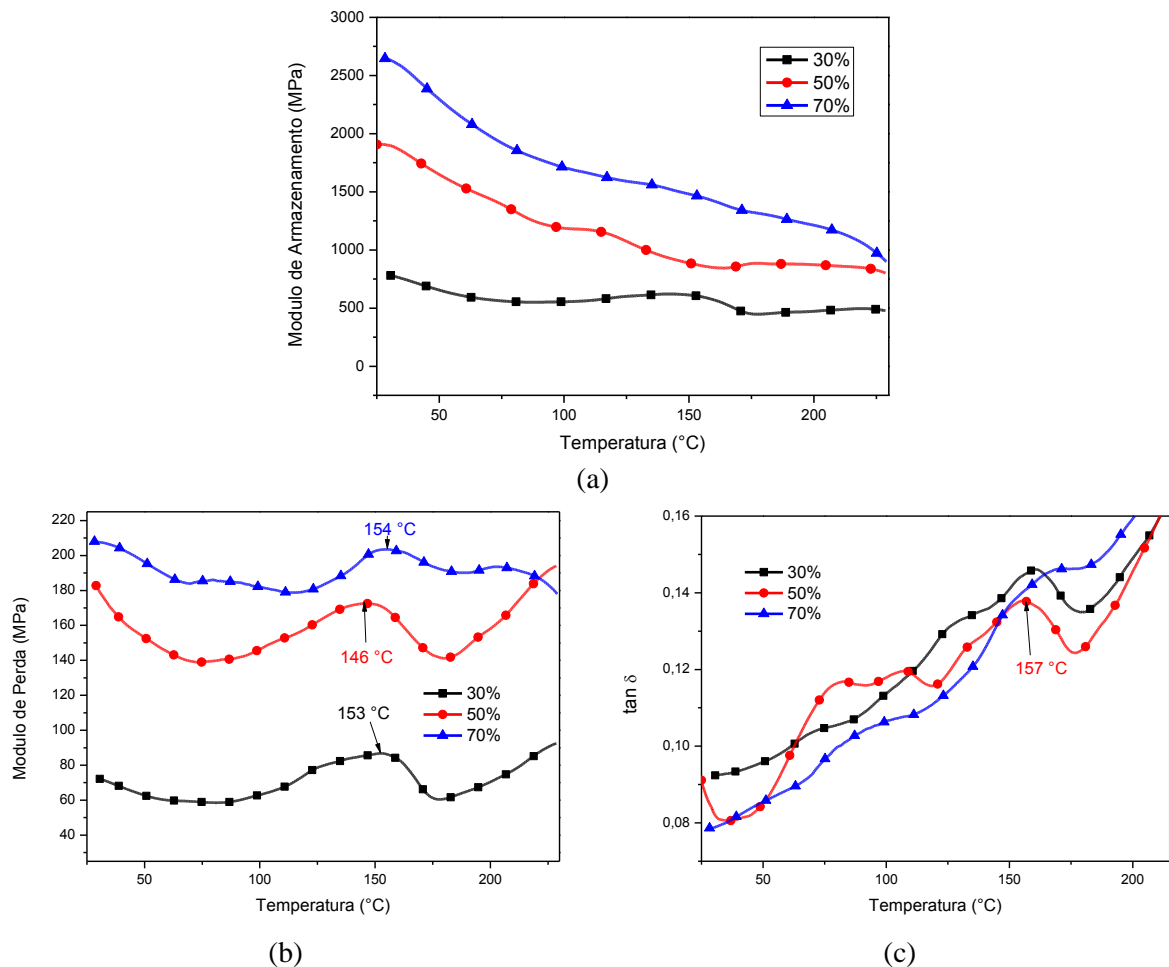 3000
2500
2000
1500
1000
500
0
Modulo de Armazenamento (MPa)
30%
50%
70%
50 100 150 200
Temperatura (°C)
(a)
220
200
180
160
140
120
100
80
60
40
Modulo de Perda (MPa)
154 °C
146 °C
153 °C
30%
50%
70%
50 100 150 200
Temperatura (°C)
(b)
0,16
0,14
0,12
0,10
0,08
tan δ
30%
50%
70%
157 °C
50 100 150 200
Temperatura (°C)
(c)